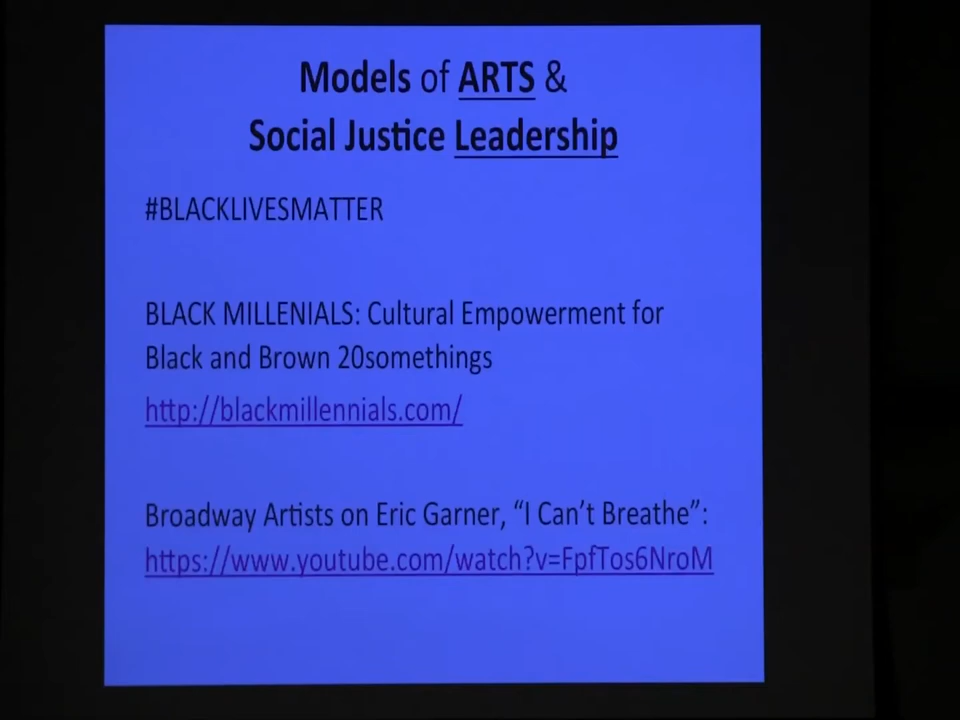 Models of ARTS &
Social Justice Leadership
#BLACKLIVESMATTER
BLACK MILLENIALS: Cultural Empowerment for
Black and Brown 20somethings
http://blackmillennials.com/
Broadway Artists on Eric Garner, “I Can’t Breathe”:
https://www.youtube.com/watch?v=FpfTos6NroM